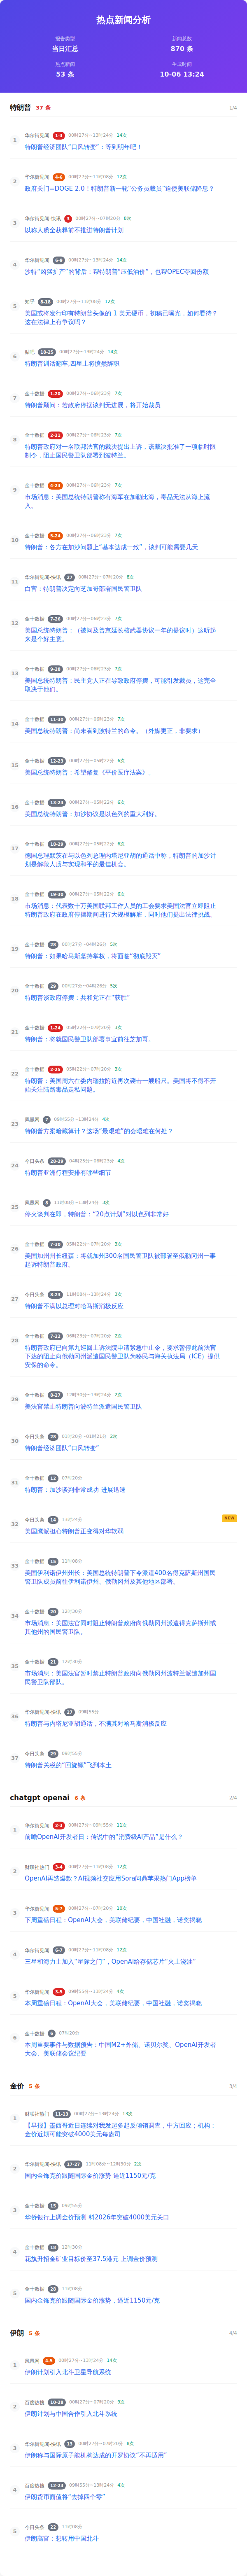 热点新闻分析
报告类型
当日汇总
新闻总数
870 条
热点新闻
53 条
生成时间
10-06 13:24
特朗普 37 条 1/4
1 华尔街见闻 1-3 00时27分~13时24分 14次
特朗普经济团队“口风转变”：等到明年吧！
2 华尔街见闻 4-6 00时27分~11时08分 12次
政府关门=DOGE 2.0！特朗普新一轮“公务员裁员”迫使美联储降息？
3 华尔街见闻-快讯 3 00时27分~07时20分 8次
以称人质全获释前不推进特朗普计划
4 华尔街见闻 6-9 00时27分~13时24分 14次
沙特“凶猛扩产”的背后：帮特朗普“压低油价”，也帮OPEC夺回份额
5 知乎 8-19 00时27分~11时08分 12次
美国或将发行印有特朗普头像的 1 美元硬币，初稿已曝光，如何看待？
这在法律上有争议吗？
6 贴吧 18-25 00时27分~13时24分 14次
特朗普训话翻车,四星上将愤然辞职
7 金十数据 1-28 00时27分~06时23分 7次
特朗普顾问：若政府停摆谈判无进展，将开始裁员
8 金十数据 2-21 00时27分~06时23分 7次
特朗普政府对一名联邦法官的裁决提出上诉，该裁决批准了一项临时限
制令，阻止国民警卫队部署到波特兰。
9 金十数据 4-23 00时27分~06时23分 7次
市场消息：美国总统特朗普称有海军在加勒比海，毒品无法从海上流
入。
10 金十数据 5-24 00时27分~06时23分 7次
特朗普：各方在加沙问题上“基本达成一致”，谈判可能需要几天
11 华尔街见闻-快讯 27 00时27分~07时20分 8次
白宫：特朗普决定向芝加哥部署国民警卫队
12 金十数据 7-26 00时27分~06时23分 7次
美国总统特朗普：（被问及普京延长核武器协议一年的提议时）这听起
来是个好主意。
13 金十数据 9-28 00时27分~06时23分 7次
美国总统特朗普：民主党人正在导致政府停摆，可能引发裁员，这完全
取决于他们。
14 金十数据 11-30 00时27分~06时23分 7次
特朗普：尚未看到波特兰的命令。（外媒更正，非要求）
15 金十数据 12-23 00时27分~05时22分 6次
美国总统特朗普：希望修复《平价医疗法案》。
16 金十数据 13-24 00时27分~05时22分 6次
美国总统特朗普：加沙协议是以色列的重大利好。
17 金十数据 18-29 00时27分~05时22分 6次
德国总理默茨在与以色列总理内塔尼亚胡的通话中称，特朗普的加沙计
划是解救人质与实现和平的最佳机会。
18 金十数据 19-30 00时27分~05时22分 6次
市场消息：代表数十万美国联邦工作人员的工会要求美国法官立即阻止
特朗普政府在政府停摆期间进行大规模解雇，同时他们提出法律挑战。
19 金十数据 28 00时27分~04时26分 5次
特朗普：如果哈马斯坚持掌权，将面临“彻底毁灭”
20 金十数据 29 00时27分~04时26分 5次
特朗普谈政府停摆：共和党正在“获胜”
21 金十数据 1-24 05时22分~07时20分 3次
特朗普：将就国民警卫队部署事宜前往芝加哥。
22 金十数据 2-25 05时22分~07时20分 3次
特朗普：美国周六在委内瑞拉附近再次袭击一艘船只。美国将不得不开
始关注陆路毒品走私问题。
23 凤凰网 7 09时55分~13时24分 4次
特朗普方案暗藏算计？这场“最艰难”的会晤难在何处？
24 今日头条 28-29 04时25分~06时23分 4次
特朗普亚洲行程安排有哪些细节
25 凤凰网 8 11时08分~13时24分 3次
停火谈判在即，特朗普：“20点计划”对以色列非常好
26 金十数据 7-30 05时22分~07时20分 3次
美国加州州长纽森：将就加州300名国民警卫队被部署至俄勒冈州一事
起诉特朗普政府。
27 今日头条 8-23 11时08分~13时24分 3次
特朗普不满以总理对哈马斯消极反应
28 金十数据 7-22 06时23分~07时20分 2次
特朗普政府已向第九巡回上诉法院申请紧急中止令，要求暂停此前法官
下达的阻止向俄勒冈州派遣国民警卫队为移民与海关执法局（ICE）提供
安保的命令。
29 金十数据 8-27 12时30分~13时24分 2次
美法官禁止特朗普向波特兰派遣国民警卫队
30 今日头条 28 01时20分~01时21分 2次
特朗普经济团队“口风转变”
31 金十数据 12 07时20分
特朗普：加沙谈判非常成功 进展迅速
32 今日头条 14 13时24分 NEW
美国鹰派担心特朗普正变得对华软弱
33 金十数据 15 21时08分
美国伊利诺伊州州长：美国总统特朗普下令派遣400名得克萨斯州国民
警卫队成员前往伊利诺伊州、俄勒冈州及其他地区部署。
34 金十数据 20 12时30分
市场消息：美国法官同时阻止特朗普政府向俄勒冈州派遣得克萨斯州或
其他州的国民警卫队。
35 金十数据 21 12时30分
市场消息：美国法官暂时禁止特朗普政府向俄勒冈州波特兰派遣加州国
民警卫队部队。
36 华尔街见闻-快讯 27 09时55分
特朗普与内塔尼亚胡通话，不满其对哈马斯消极反应
37 今日头条 29 09时55分
特朗普关税的“回旋镖”飞到本土
chatgpt openai 6 条 2/4
1 华尔街见闻 2-3 00时27分~09时55分 11次
前瞻OpenAI开发者日：传说中的“消费级AI产品”是什么？
2 财联社热门 3-4 00时27分~11时08分 12次
OpenAI再造爆款？AI视频社交应用Sora问鼎苹果热门App榜单
3 华尔街见闻 5-7 00时27分~07时20分 10次
下周重磅日程：OpenAI大会，美联储纪要，中国社融，诺奖揭晓
4 华尔街见闻 6-7 00时27分~11时08分 12次
三星和海力士加入“星际之门”，OpenAI给存储芯片“火上浇油”
5 华尔街见闻 3-5 09时55分~13时24分 4次
本周重磅日程：OpenAI大会，美联储纪要，中国社融，诺奖揭晓
6 金十数据 6 07时20分
本周重要事件与数据预告：中国M2+外储、诺贝尔奖、OpenAI开发者
大会、美联储会议纪要
金价 5 条 3/4
1 财联社热门 11-13 00时27分~13时24分 13次
【早报】墨西哥近日连续对我发起多起反倾销调查，中方回应；机构：
金价近期可能突破4000美元每盎司
2 华尔街见闻-快讯 17-27 11时08分~12时30分 2次
国内金饰克价跟随国际金价涨势 逼近1150元/克
3 金十数据 15 09时55分
华侨银行上调金价预测 料2026年突破4000美元关口
4 金十数据 18 12时30分
花旗升招金矿业目标价至37.5港元 上调金价预测
5 金十数据 28 11时08分
国内金饰克价跟随国际金价涨势，逼近1150元/克
伊朗 5 条 4/4
1 凤凰网 4-5 00时27分~13时24分 14次
伊朗计划引入北斗卫星导航系统
2 百度热搜 10-28 00时27分~07时20分 9次
伊朗计划与中国合作引入北斗系统
3 华尔街见闻-快讯 13 00时27分~07时20分 8次
伊朗称与国际原子能机构达成的开罗协议“不再适用”
4 百度热搜 12-23 09时55分~13时24分 4次
伊朗货币面值将“去掉四个零”
5 今日头条 22 11时08分
伊朗高官：想转用中国北斗